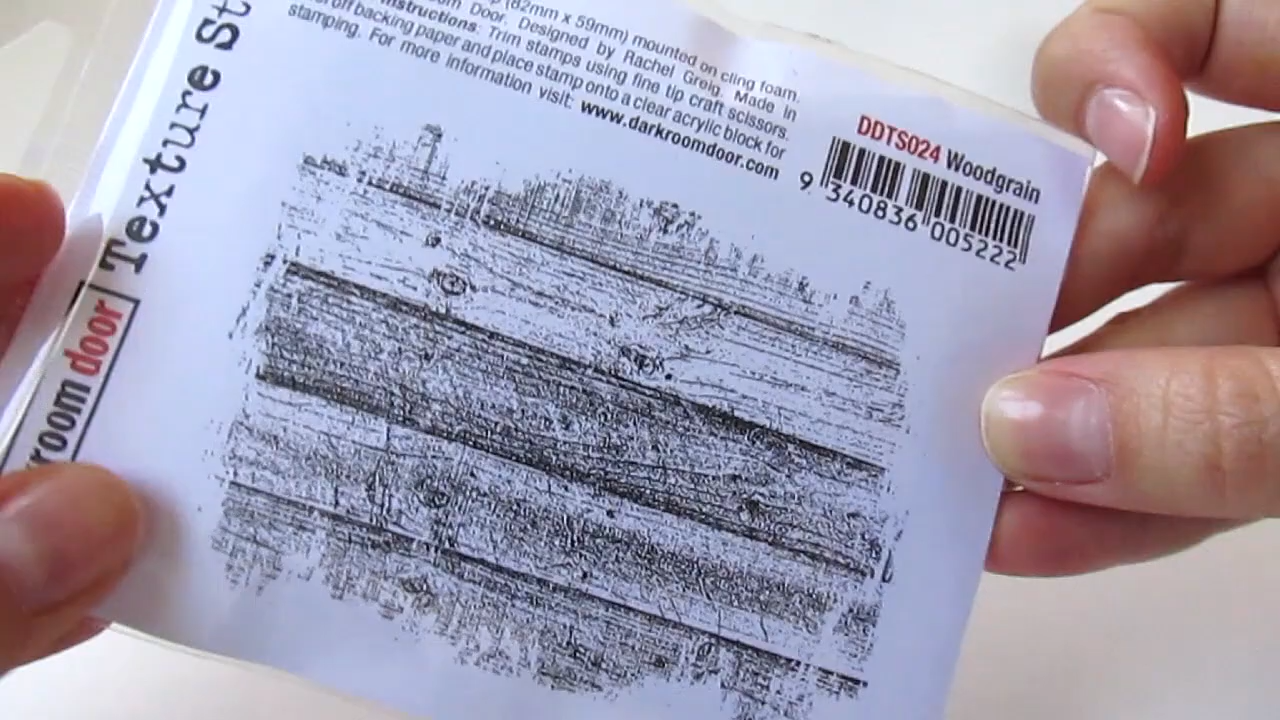 (82mm x 59mm) mounted on cling foam.
Door. Designed by Rachel Greig. Made in
Instructions: Trim stamps using fine tip craft scissors.
off backing paper and place stamp onto a clear acrylic block for
stamping. For more information visit: www.darkroomdoor.com
DDTS024 Woodgrain
9 340836 005222
Texture St
room door